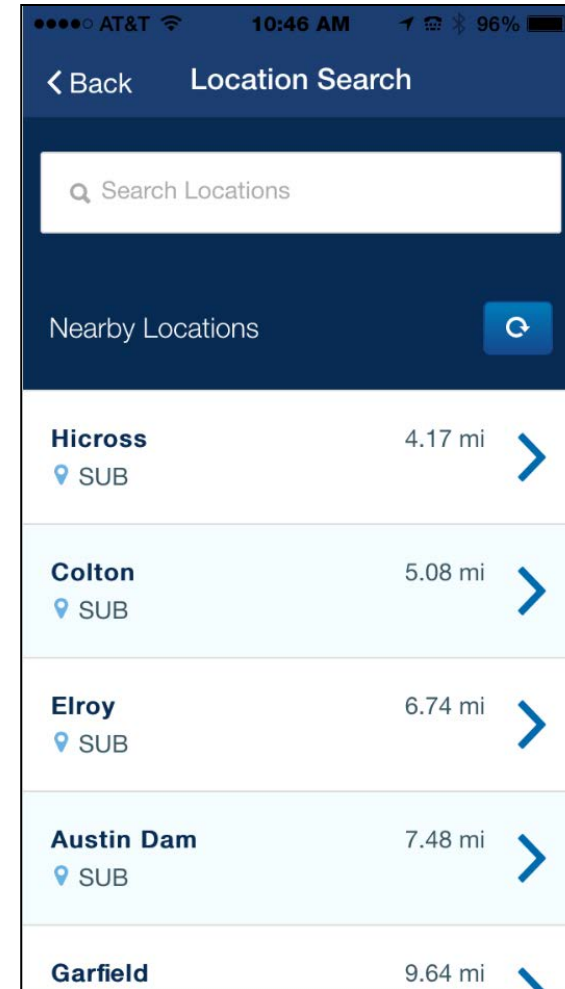 AT&T 10:46 AM 96%
Back Location Search
Search Locations
Nearby Locations
Hicross 4.17 mi
SUB
Colton 5.08 mi
SUB
Elroy 6.74 mi
SUB
Austin Dam 7.48 mi
SUB
Garfield 9.64 mi